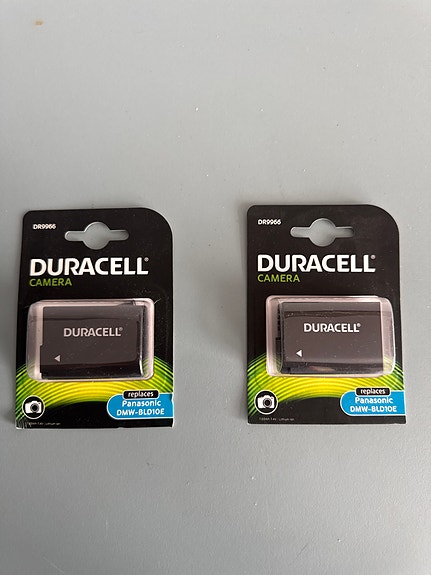 DR9966
DURACELL®
CAMERA
DURACELL®
replaces
Panasonic
DMW-BLD10E
DR9966
DURACELL®
CAMERA
DURACELL®
replaces
Panasonic
DMW-BLD10E